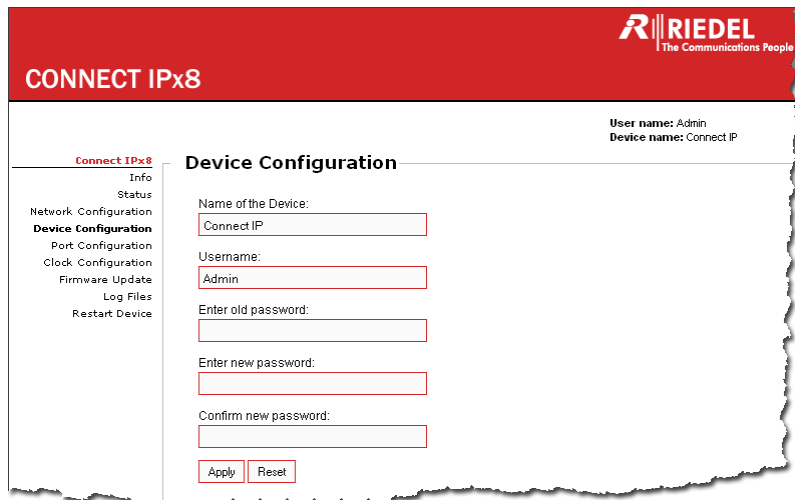 RIEDEL
The Communications People
CONNECT IPx8
User name: Admin
Device name: Connect IP
Connect IPx8
Info
Status
Network Configuration
Device Configuration
Port Configuration
Clock Configuration
Firmware Update
Log Files
Restart Device
Device Configuration
Name of the Device:
Connect IP
Username:
Admin
Enter old password:
Enter new password:
Confirm new password:
Apply Reset